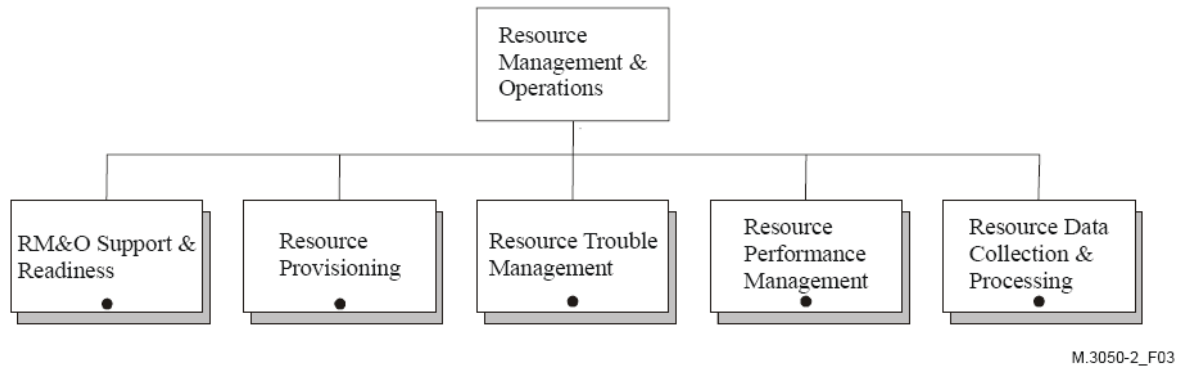 Resource
Management &
Operations
RM&O Support &
Readiness
Resource
Provisioning
Resource Trouble
Management
Resource
Performance
Management
Resource Data
Collection &
Processing
M.3050-2_F03